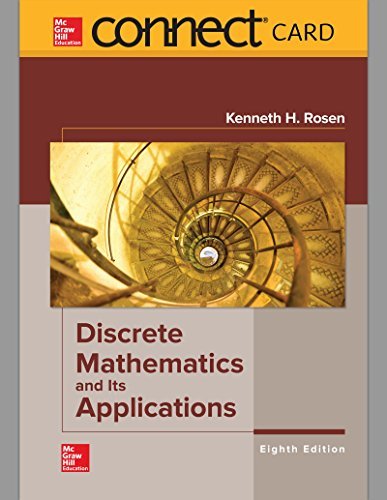 Mc
Graw
Hill
Education
connect® CARD
Kenneth H. Rosen
Discrete
Mathematics
and Its
Applications
Mc
Graw
Hill
Education
Eighth Edition